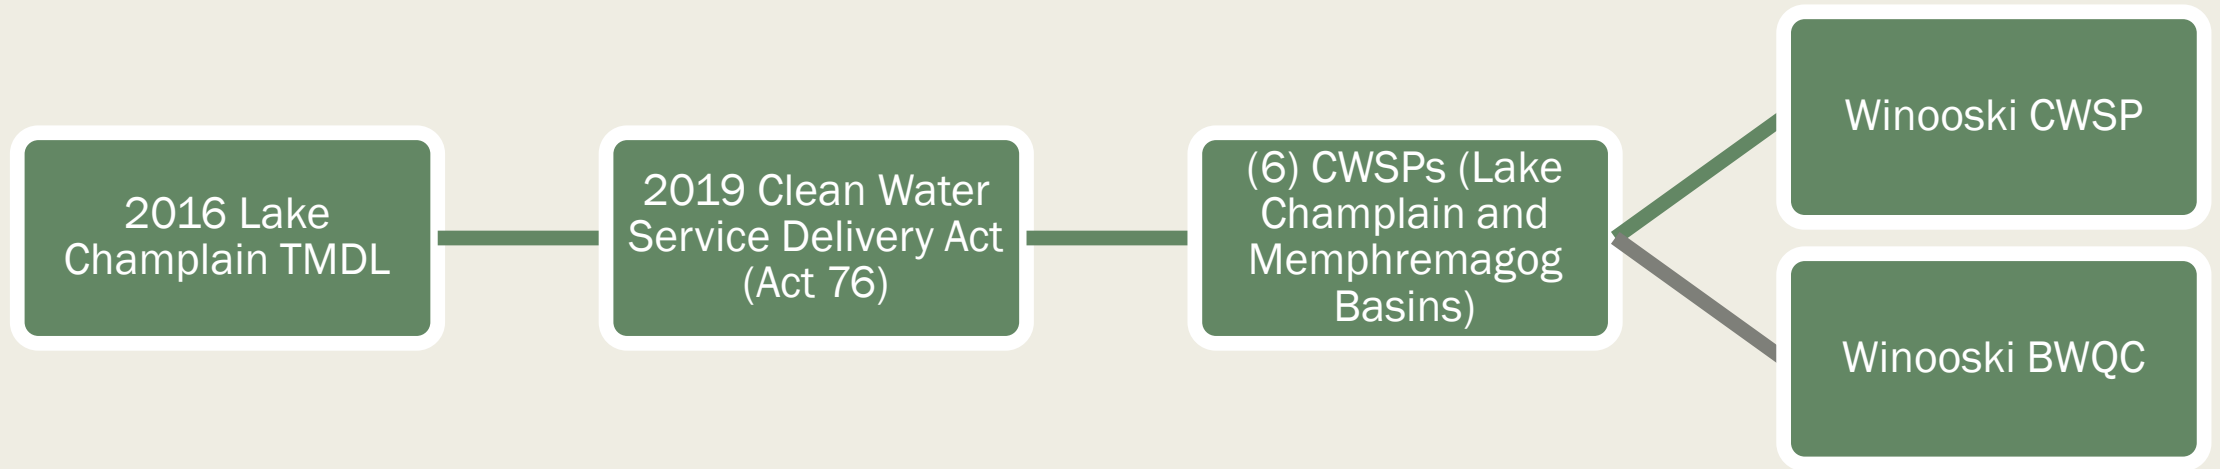 2016 Lake
Champlain TMDL
2019 Clean Water
Service Delivery Act
(Act 76)
(6) CWSPs (Lake
Champlain and
Memphremagog
Basins)
Winooski CWSP
Winooski BWQC